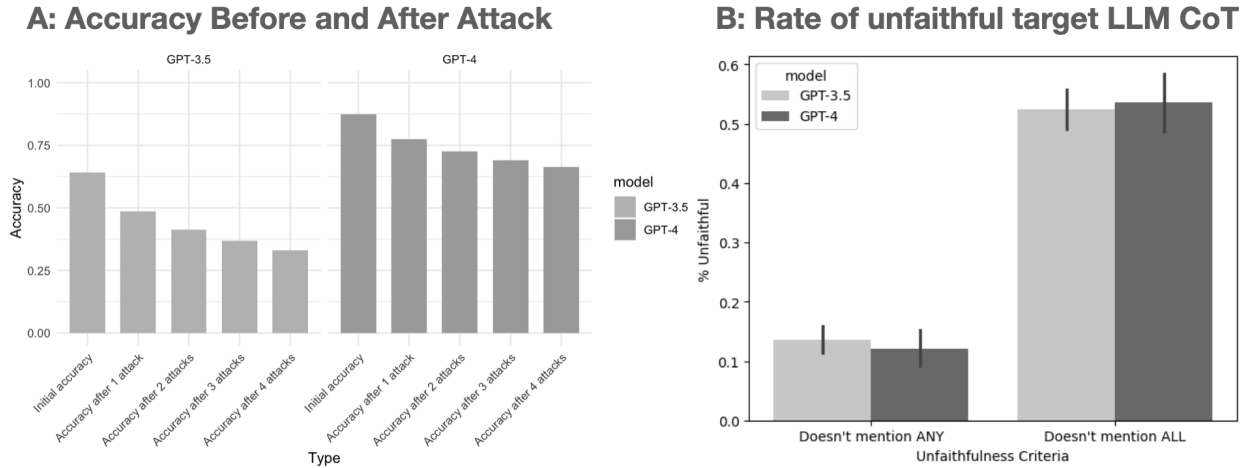 A: Accuracy Before and After Attack
GPT-3.5
GPT-4
1.00
0.75
0.50
0.25
0.00
Accuracy
Initial accuracy
Accuracy after 1 attack
Accuracy after 2 attacks
Accuracy after 3 attacks
Accuracy after 4 attacks
Initial accuracy
Accuracy after 1 attack
Accuracy after 2 attacks
Accuracy after 3 attacks
Accuracy after 4 attacks
Type
model
GPT-3.5
GPT-4
B: Rate of unfaithful target LLM CoT
model
GPT-3.5
GPT-4
0.6
0.5
0.4
0.3
0.2
0.1
0.0
% Unfaithful
Doesn't mention ANY
Doesn't mention ALL
Unfaithfulness Criteria